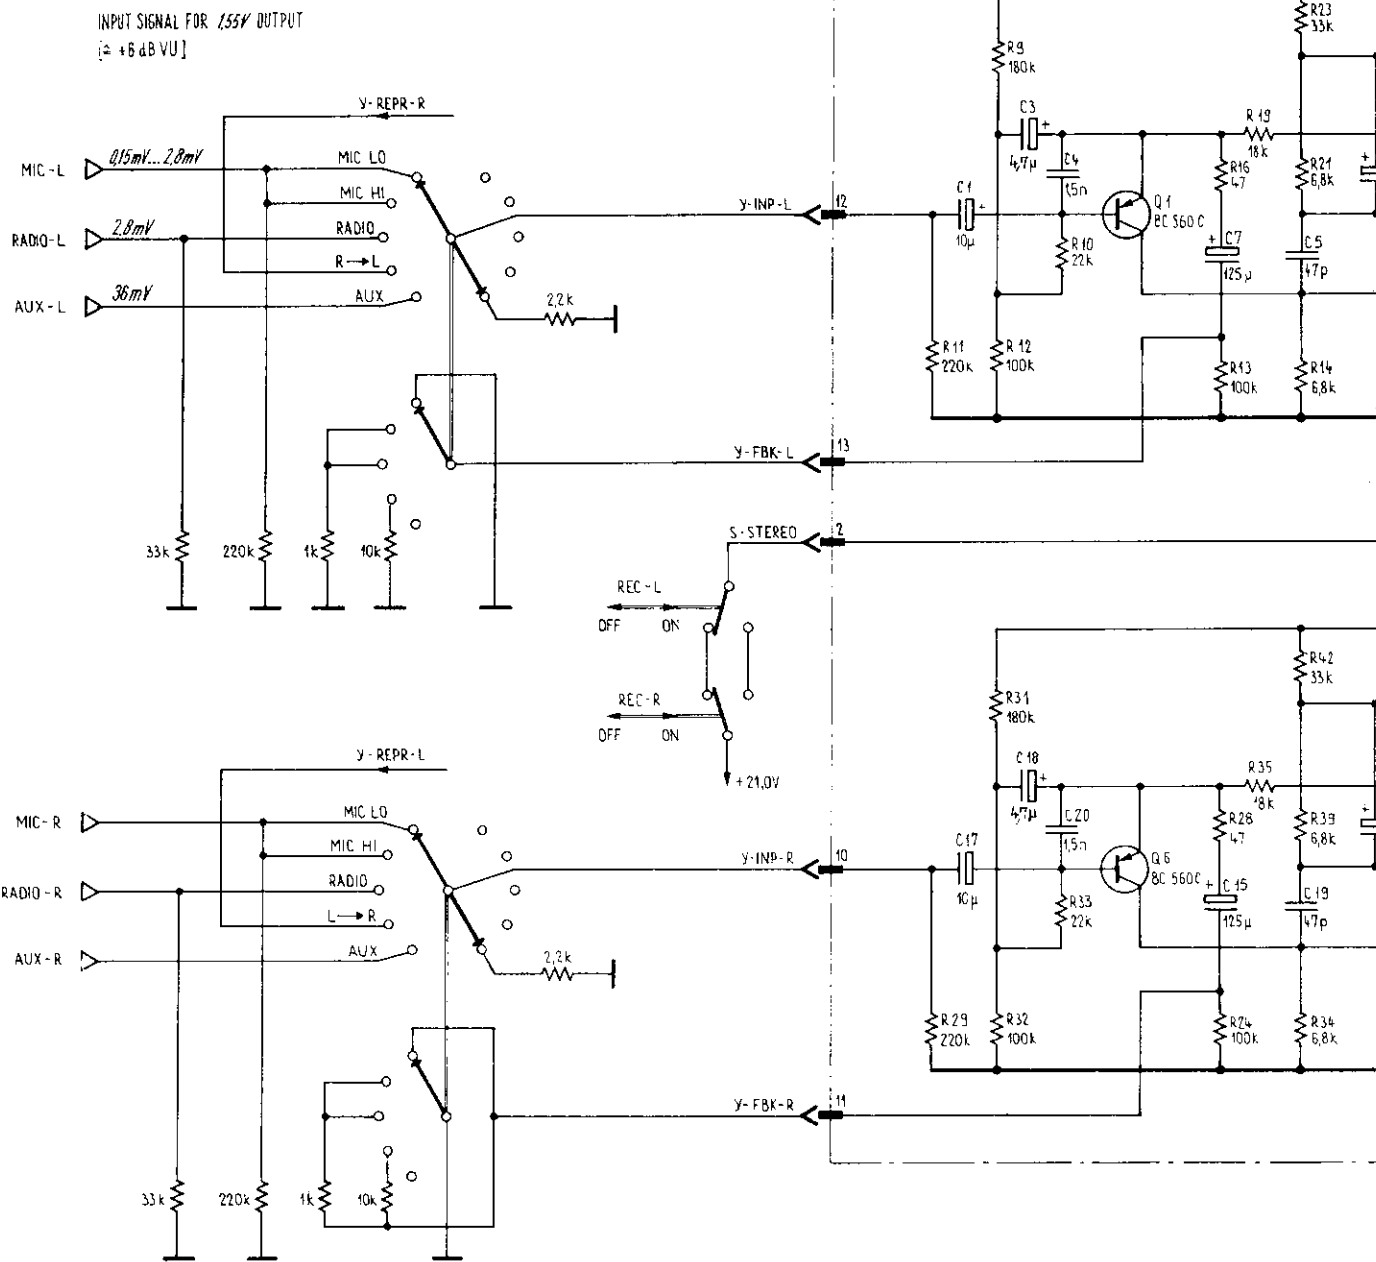 INPUT SIGNAL FOR 1,55V OUTPUT
[≙ +6 dB VU]
R23
33k
R9
180k
Y-REPR-R
C3
+
4,7µ
R19
18k
MIC-L
0,15mV...2,8mV
MIC LO
C4
1,5n
R16
47
R21
6,8k
+
MIC HI
Y-INP-L
12
C1
+
10µ
Q1
BC 560 C
RADIO-L
2,8mV
RADIO
R10
22k
+
C7
125µ
C5
47p
R→L
AUX-L
36mV
AUX
2,2k
R11
220k
R12
100k
R13
100k
R14
6,8k
Y-FBK-L
13
33k
220k
1k
10k
S-STEREO
2
REC-L
OFF
ON
R42
33k
REC-R
OFF
ON
R31
180k
Y-REPR-L
+21,0V
C18
+
4,7µ
R35
18k
MIC-R
MIC LO
C20
1,5n
R28
47
R39
6,8k
+
MIC HI
Y-INP-R
10
C17
10µ
Q6
BC 560C
RADIO-R
RADIO
R33
22k
+
C15
125µ
C19
47p
L→R
AUX-R
AUX
2,2k
R29
220k
R32
100k
R24
100k
R34
6,8k
Y-FBK-R
11
33k
220k
1k
10k